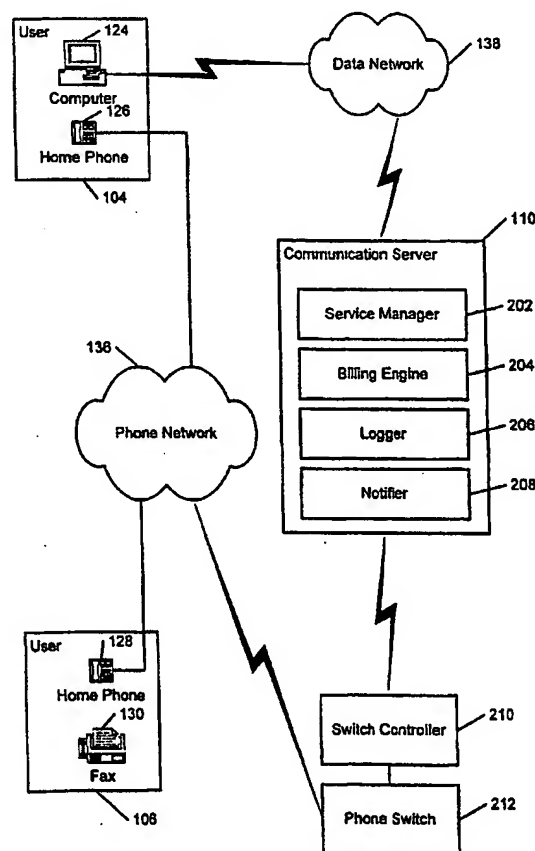 User
124
Computer
126
Home Phone
104
Data Network
138
110
Communication Server
Service Manager
202
Billing Engine
204
Logger
206
Notifier
208
136
Phone Network
User
128
Home Phone
130
Fax
106
Switch Controller
210
Phone Switch
212